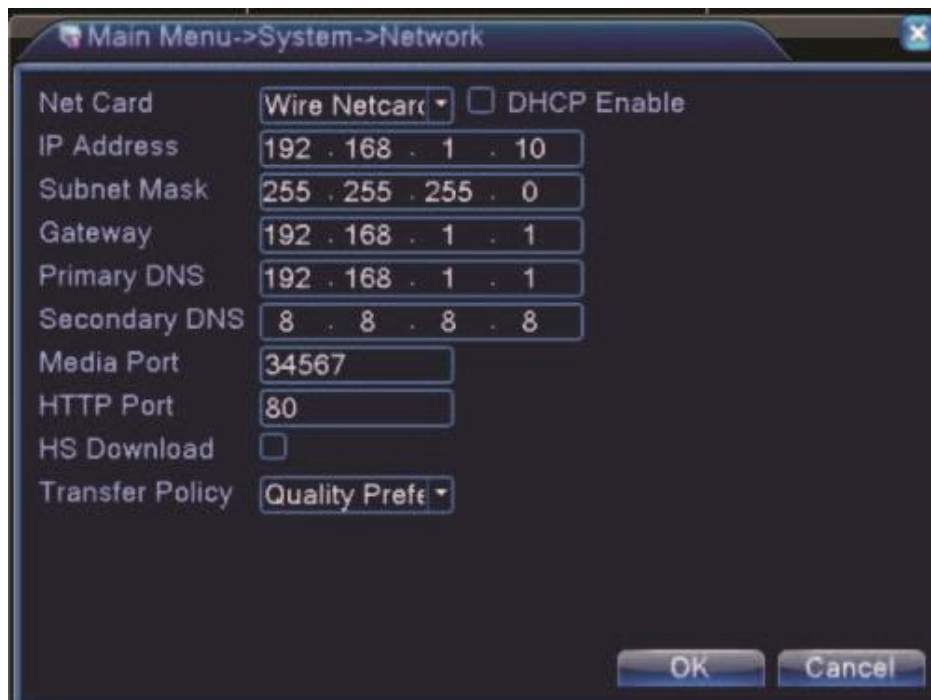 Main Menu->System->Network
Net Card Wire Netcard DHCP Enable
IP Address 192 . 168 . 1 . 10
Subnet Mask 255 . 255 . 255 . 0
Gateway 192 . 168 . 1 . 1
Primary DNS 192 . 168 . 1 . 1
Secondary DNS 8 . 8 . 8 . 8
Media Port 34567
HTTP Port 80
HS Download
Transfer Policy Quality Prefe
OK Cancel